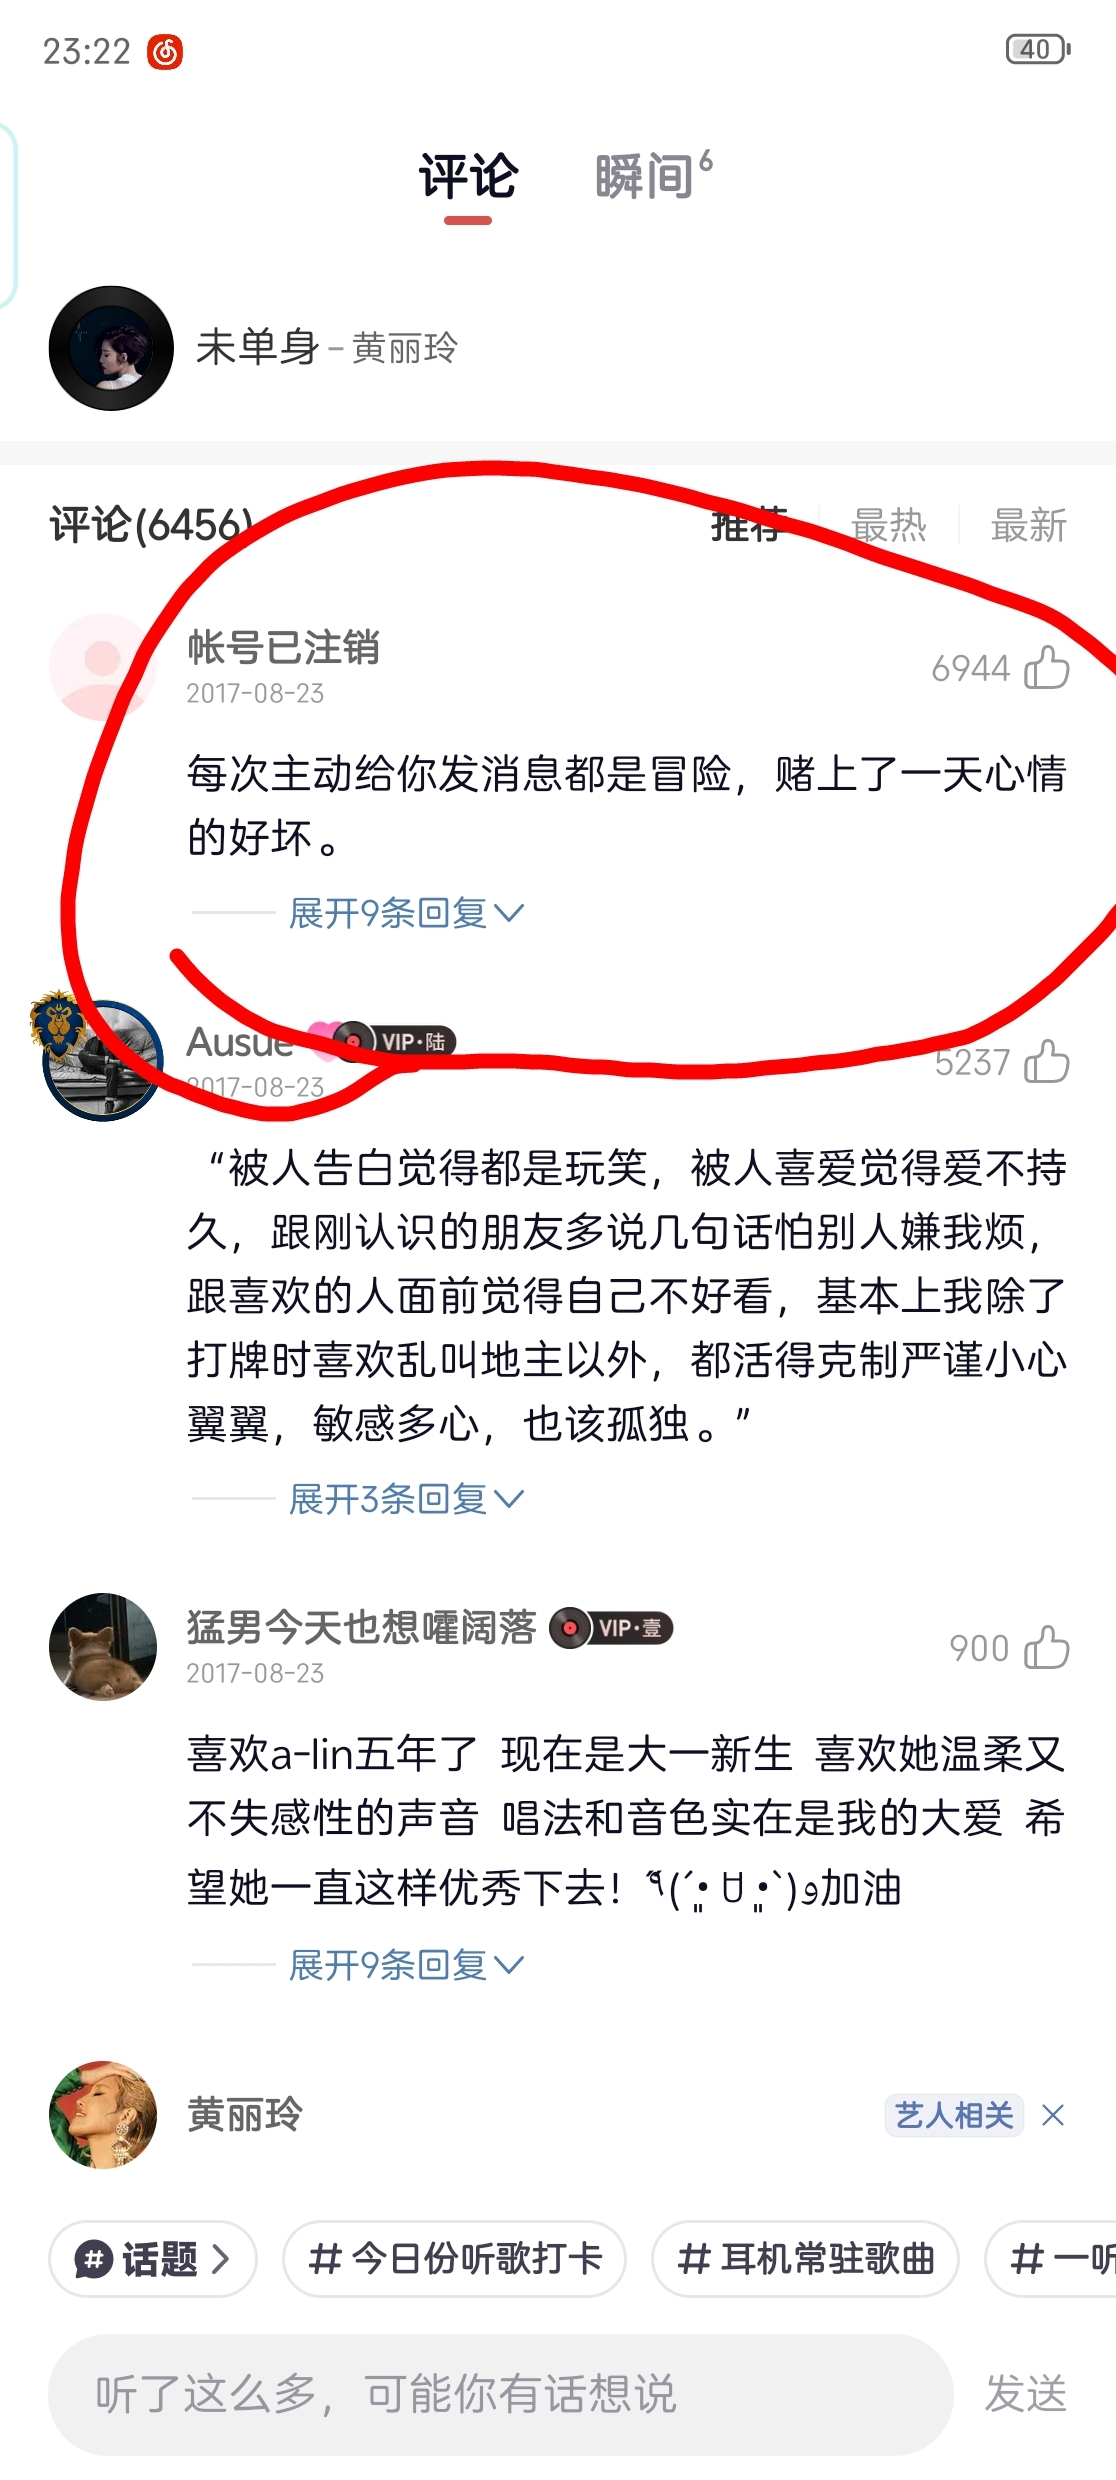 23:22
40
评论 瞬间6
未单身 - 黄丽玲
评论(6456) 推荐 最热 最新
帐号已注销
2017-08-23
6944
每次主动给你发消息都是冒险，赌上了一天心情
的好坏。
展开9条回复
Ausue VIP·陆
2017-08-23
5237
“被人告白觉得都是玩笑，被人喜爱觉得爱不持
久，跟刚认识的朋友多说几句话怕别人嫌我烦，
跟喜欢的人面前觉得自己不好看，基本上我除了
打牌时喜欢乱叫地主以外，都活得克制严谨小心
翼翼，敏感多心，也该孤独。”
展开3条回复
猛男今天也想嚯阔落 VIP·壹
2017-08-23
900
喜欢a-lin五年了 现在是大一新生 喜欢她温柔又
不失感性的声音 唱法和音色实在是我的大爱 希
望她一直这样优秀下去！٩(´•̤ㅂ•̤`)و加油
展开9条回复
黄丽玲
艺人相关
话题 # 今日份听歌打卡 # 耳机常驻歌曲 # 一听
听了这么多，可能你有话想说 发送